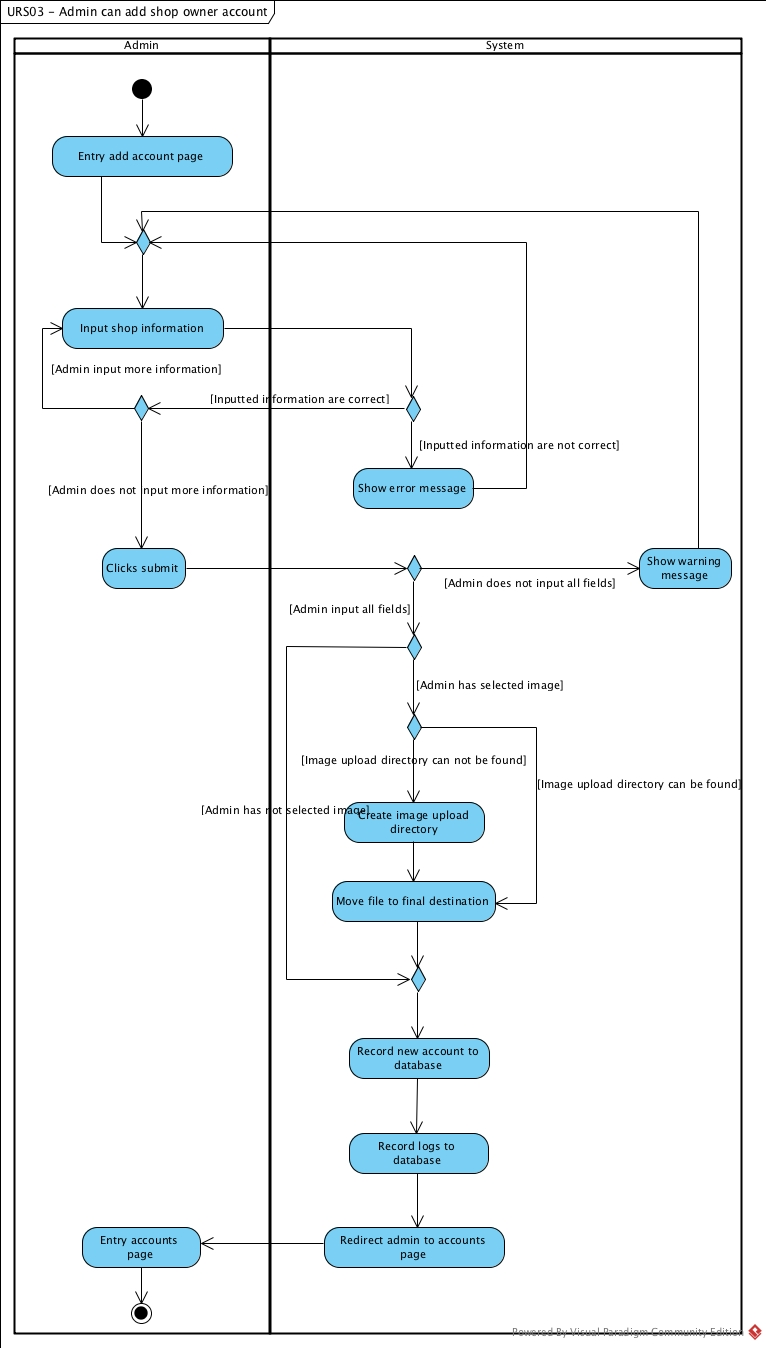 URS03 - Admin can add shop owner account
Admin
System
Entry add account page
Input shop information
[Admin input more information]
[Inputted information are correct]
[Inputted information are not correct]
Show error message
[Admin does not input more information]
Clicks submit
[Admin does not input all fields]
Show warning
message
[Admin input all fields]
[Admin has selected image]
[Image upload directory can not be found]
[Image upload directory can be found]
[Admin has not selected image]
Create image upload
directory
Move file to final destination
Record new account to
database
Record logs to
database
Redirect admin to accounts
page
Entry accounts
page
Powered By Visual Paradigm Community Edition